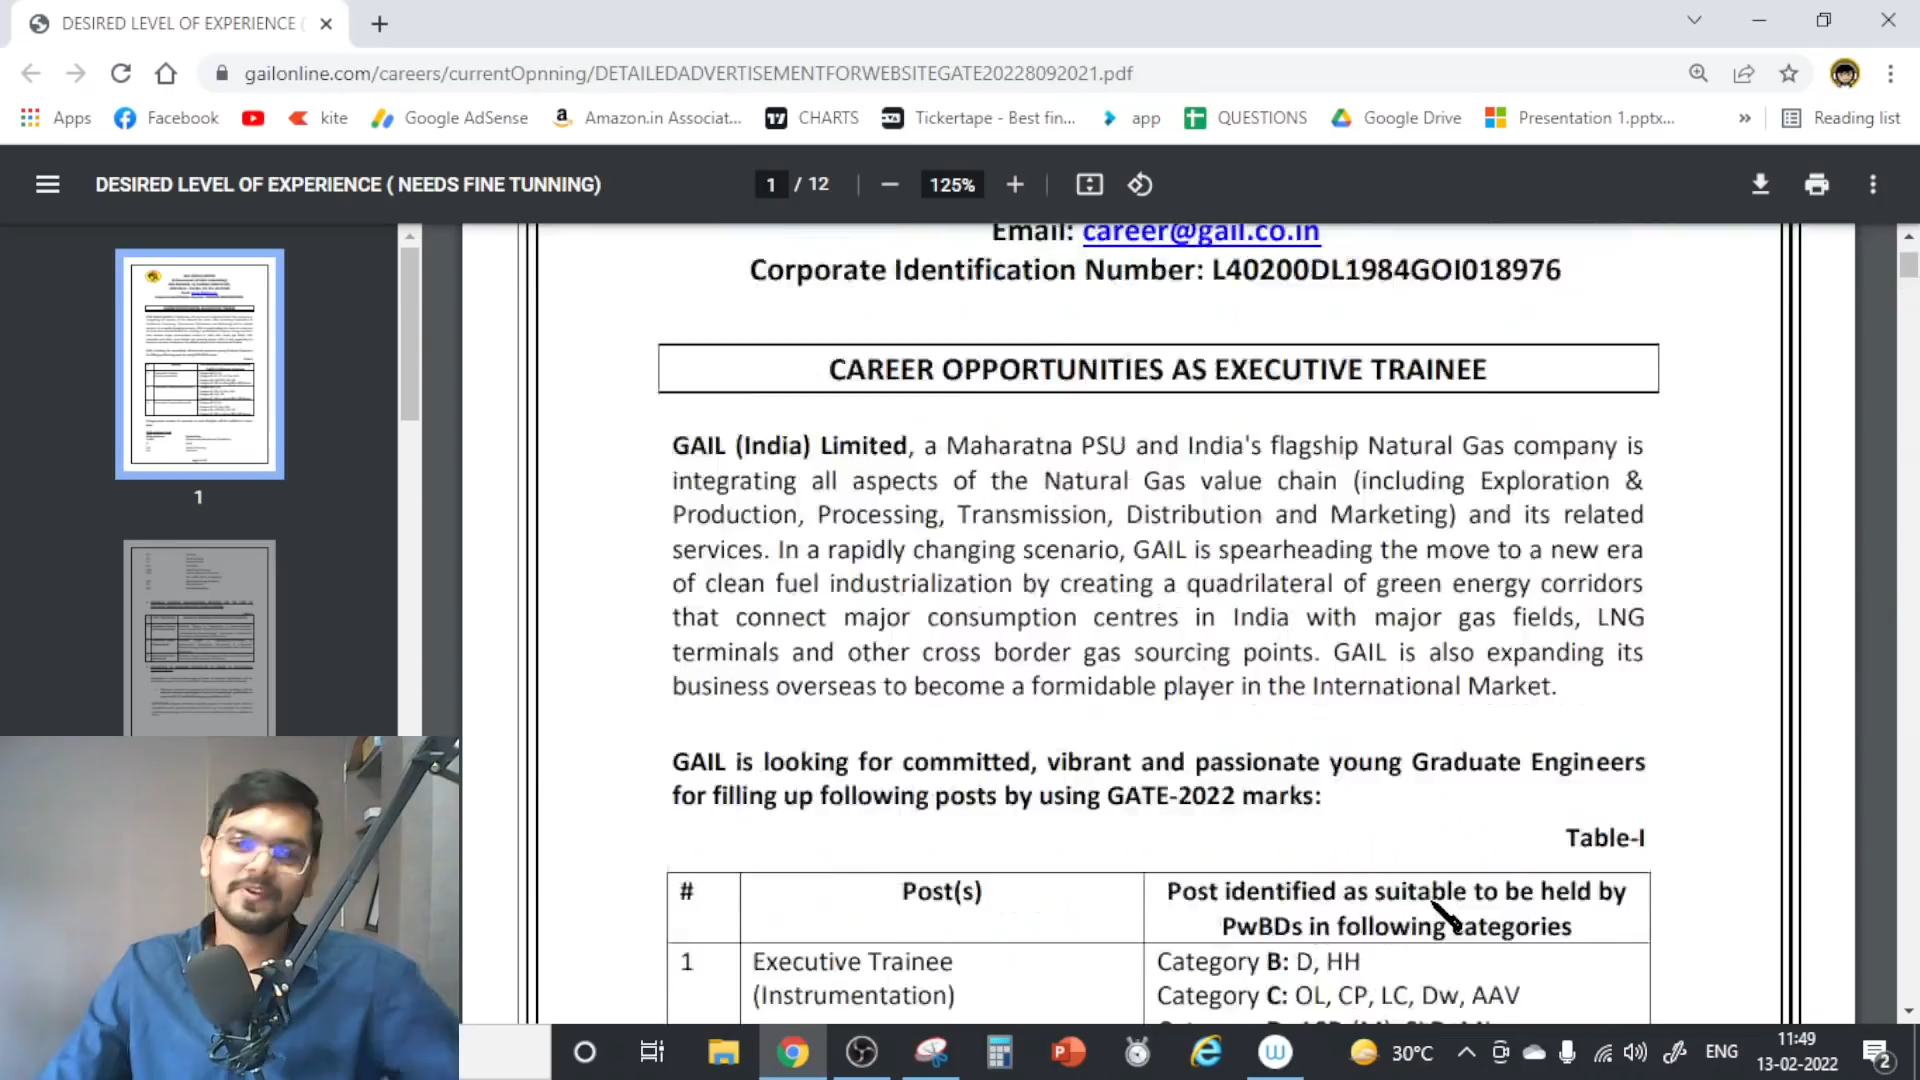 DESIRED LEVEL OF EXPERIENCE (
gailonline.com/careers/currentOpnning/DETAILEDADVERTISEMENTFORWEBSITEGATE20228092021.pdf
Apps Facebook kite Google AdSense Amazon.in Associat... CHARTS Tickertape - Best fin... app QUESTIONS Google Drive Presentation 1.pptx... » Reading list
DESIRED LEVEL OF EXPERIENCE ( NEEDS FINE TUNNING) 1 / 12 125%
Email: career@gail.co.in
Corporate Identification Number: L40200DL1984GOI018976
CAREER OPPORTUNITIES AS EXECUTIVE TRAINEE
GAIL (India) Limited, a Maharatna PSU and India's flagship Natural Gas company is
integrating all aspects of the Natural Gas value chain (including Exploration &
Production, Processing, Transmission, Distribution and Marketing) and its related
services. In a rapidly changing scenario, GAIL is spearheading the move to a new era
of clean fuel industrialization by creating a quadrilateral of green energy corridors
that connect major consumption centres in India with major gas fields, LNG
terminals and other cross border gas sourcing points. GAIL is also expanding its
business overseas to become a formidable player in the International Market.
GAIL is looking for committed, vibrant and passionate young Graduate Engineers
for filling up following posts by using GATE-2022 marks:
Table-I
# Post(s) Post identified as suitable to be held by
PwBDs in following categories
1 Executive Trainee Category B: D, HH
(Instrumentation) Category C: OL, CP, LC, Dw, AAV
1
30°C ENG 11:49
13-02-2022 2